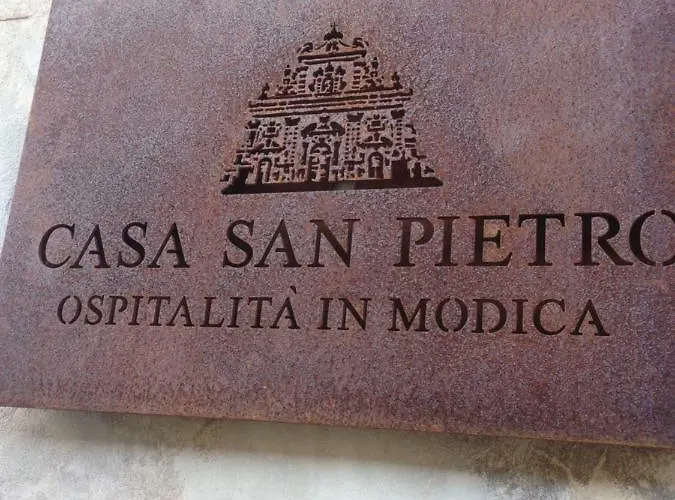 CASA SAN PIETRO
OSPITALITÀ IN MODICA